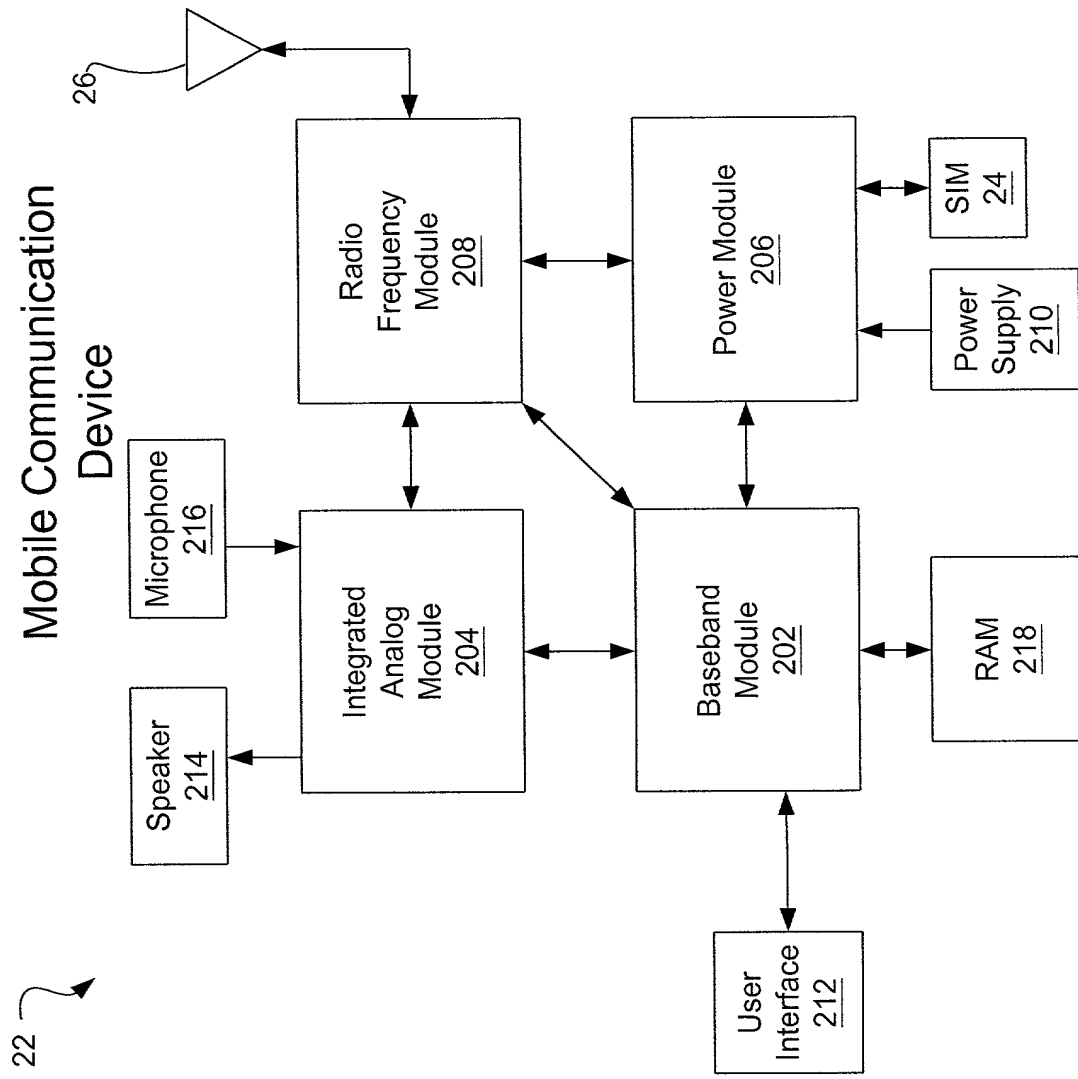 22
Mobile Communication
Device
26
Speaker
214
Microphone
216
Integrated
Analog
Module
204
Radio
Frequency
Module
208
User
Interface
212
Baseband
Module
202
Power Module
206
RAM
218
Power
Supply
210
SIM
24